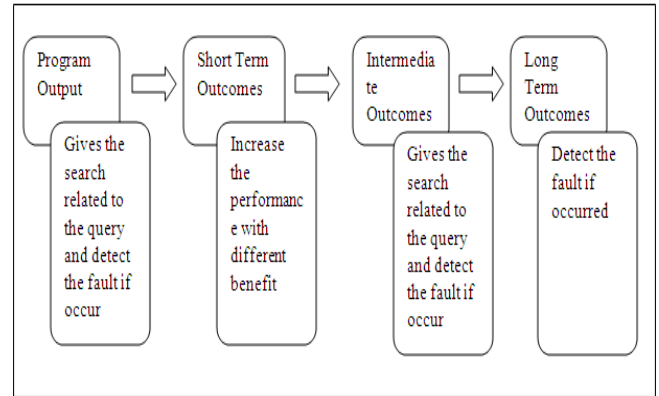 Program
Output
Gives the
search
related to
the query
and detect
the fault if
occur
Short Term
Outcomes
Increase
the
performanc
e with
different
benefit
Intermedia
te
Outcomes
Gives the
search
related to
the query
and detect
the fault if
occur
Long
Term
Outcomes
Detect the
fault if
occurred